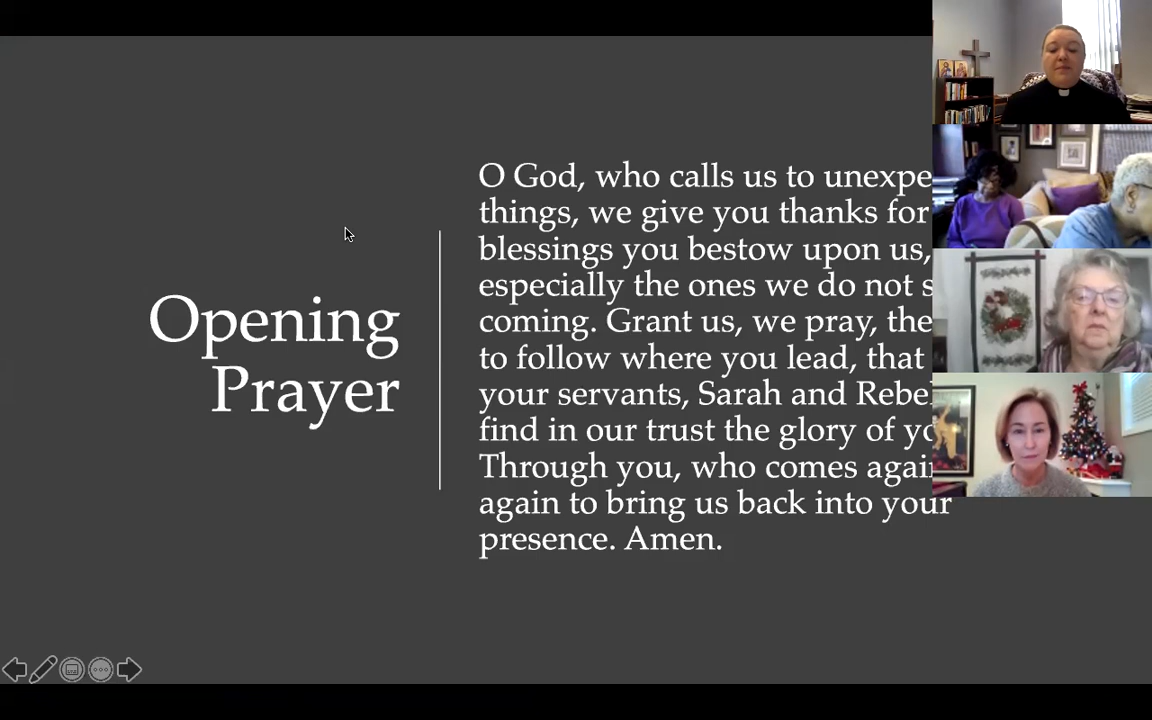 Opening
Prayer
O God, who calls us to
things, we give you thanks for
blessings you bestow upon us,
especially the ones we do not
coming. Grant us, we pray, the
to follow where you lead, that
your servants, Sarah and
find in our trust the glory of
Through you, who comes
again to bring us back into your
presence. Amen.